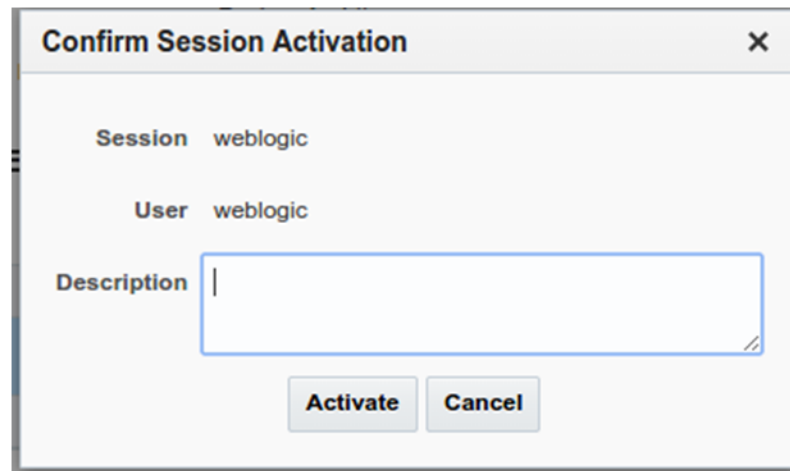 Confirm Session Activation
Session weblogic
User weblogic
Description
Activate Cancel